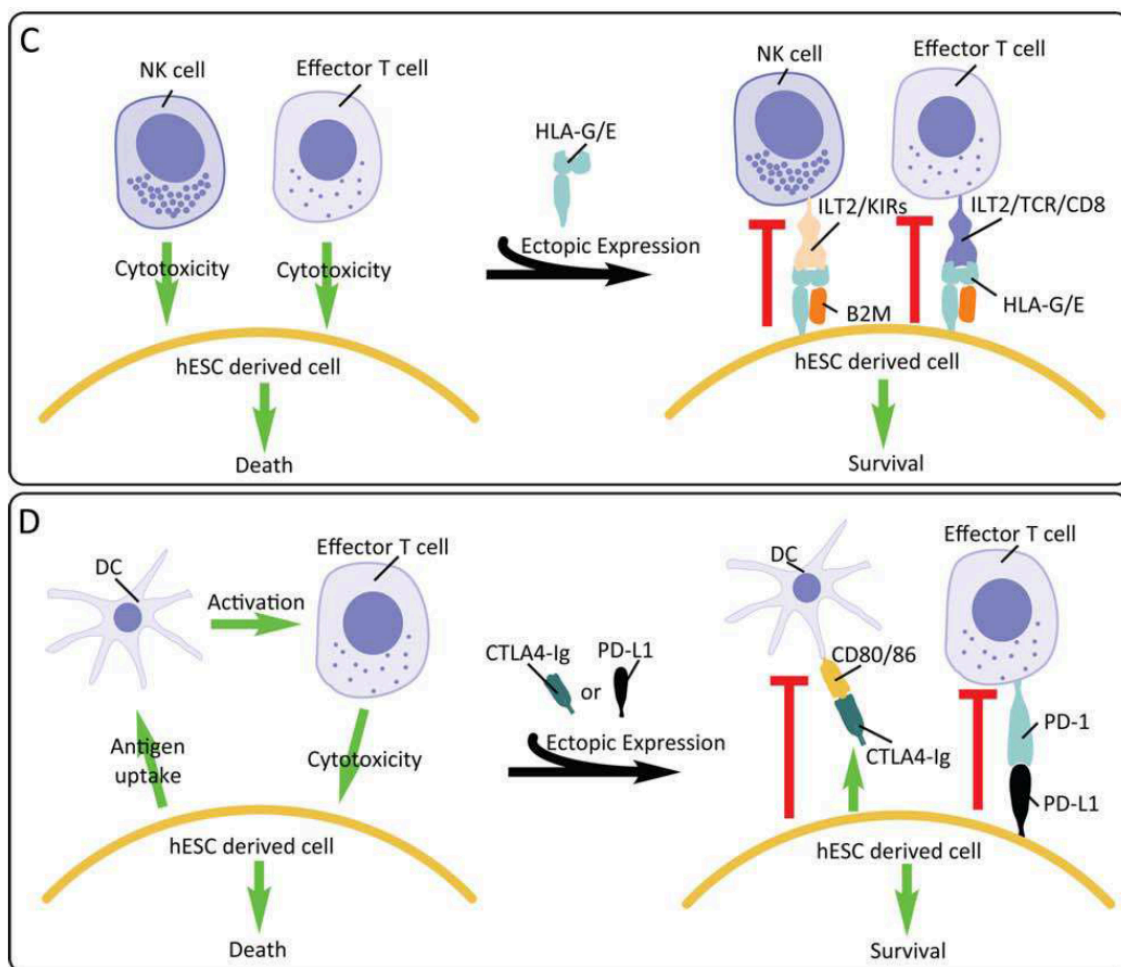 C
NK cell
Effector T cell
Cytotoxicity
Cytotoxicity
hESC derived cell
Death
HLA-G/E
Ectopic Expression
NK cell
Effector T cell
ILT2/KIRs
ILT2/TCR/CD8
B2M
HLA-G/E
hESC derived cell
Survival
D
DC
Activation
Effector T cell
Antigen
uptake
Cytotoxicity
hESC derived cell
Death
CTLA4-Ig
or
PD-L1
Ectopic Expression
DC
Effector T cell
CD80/86
CTLA4-Ig
PD-1
PD-L1
hESC derived cell
Survival